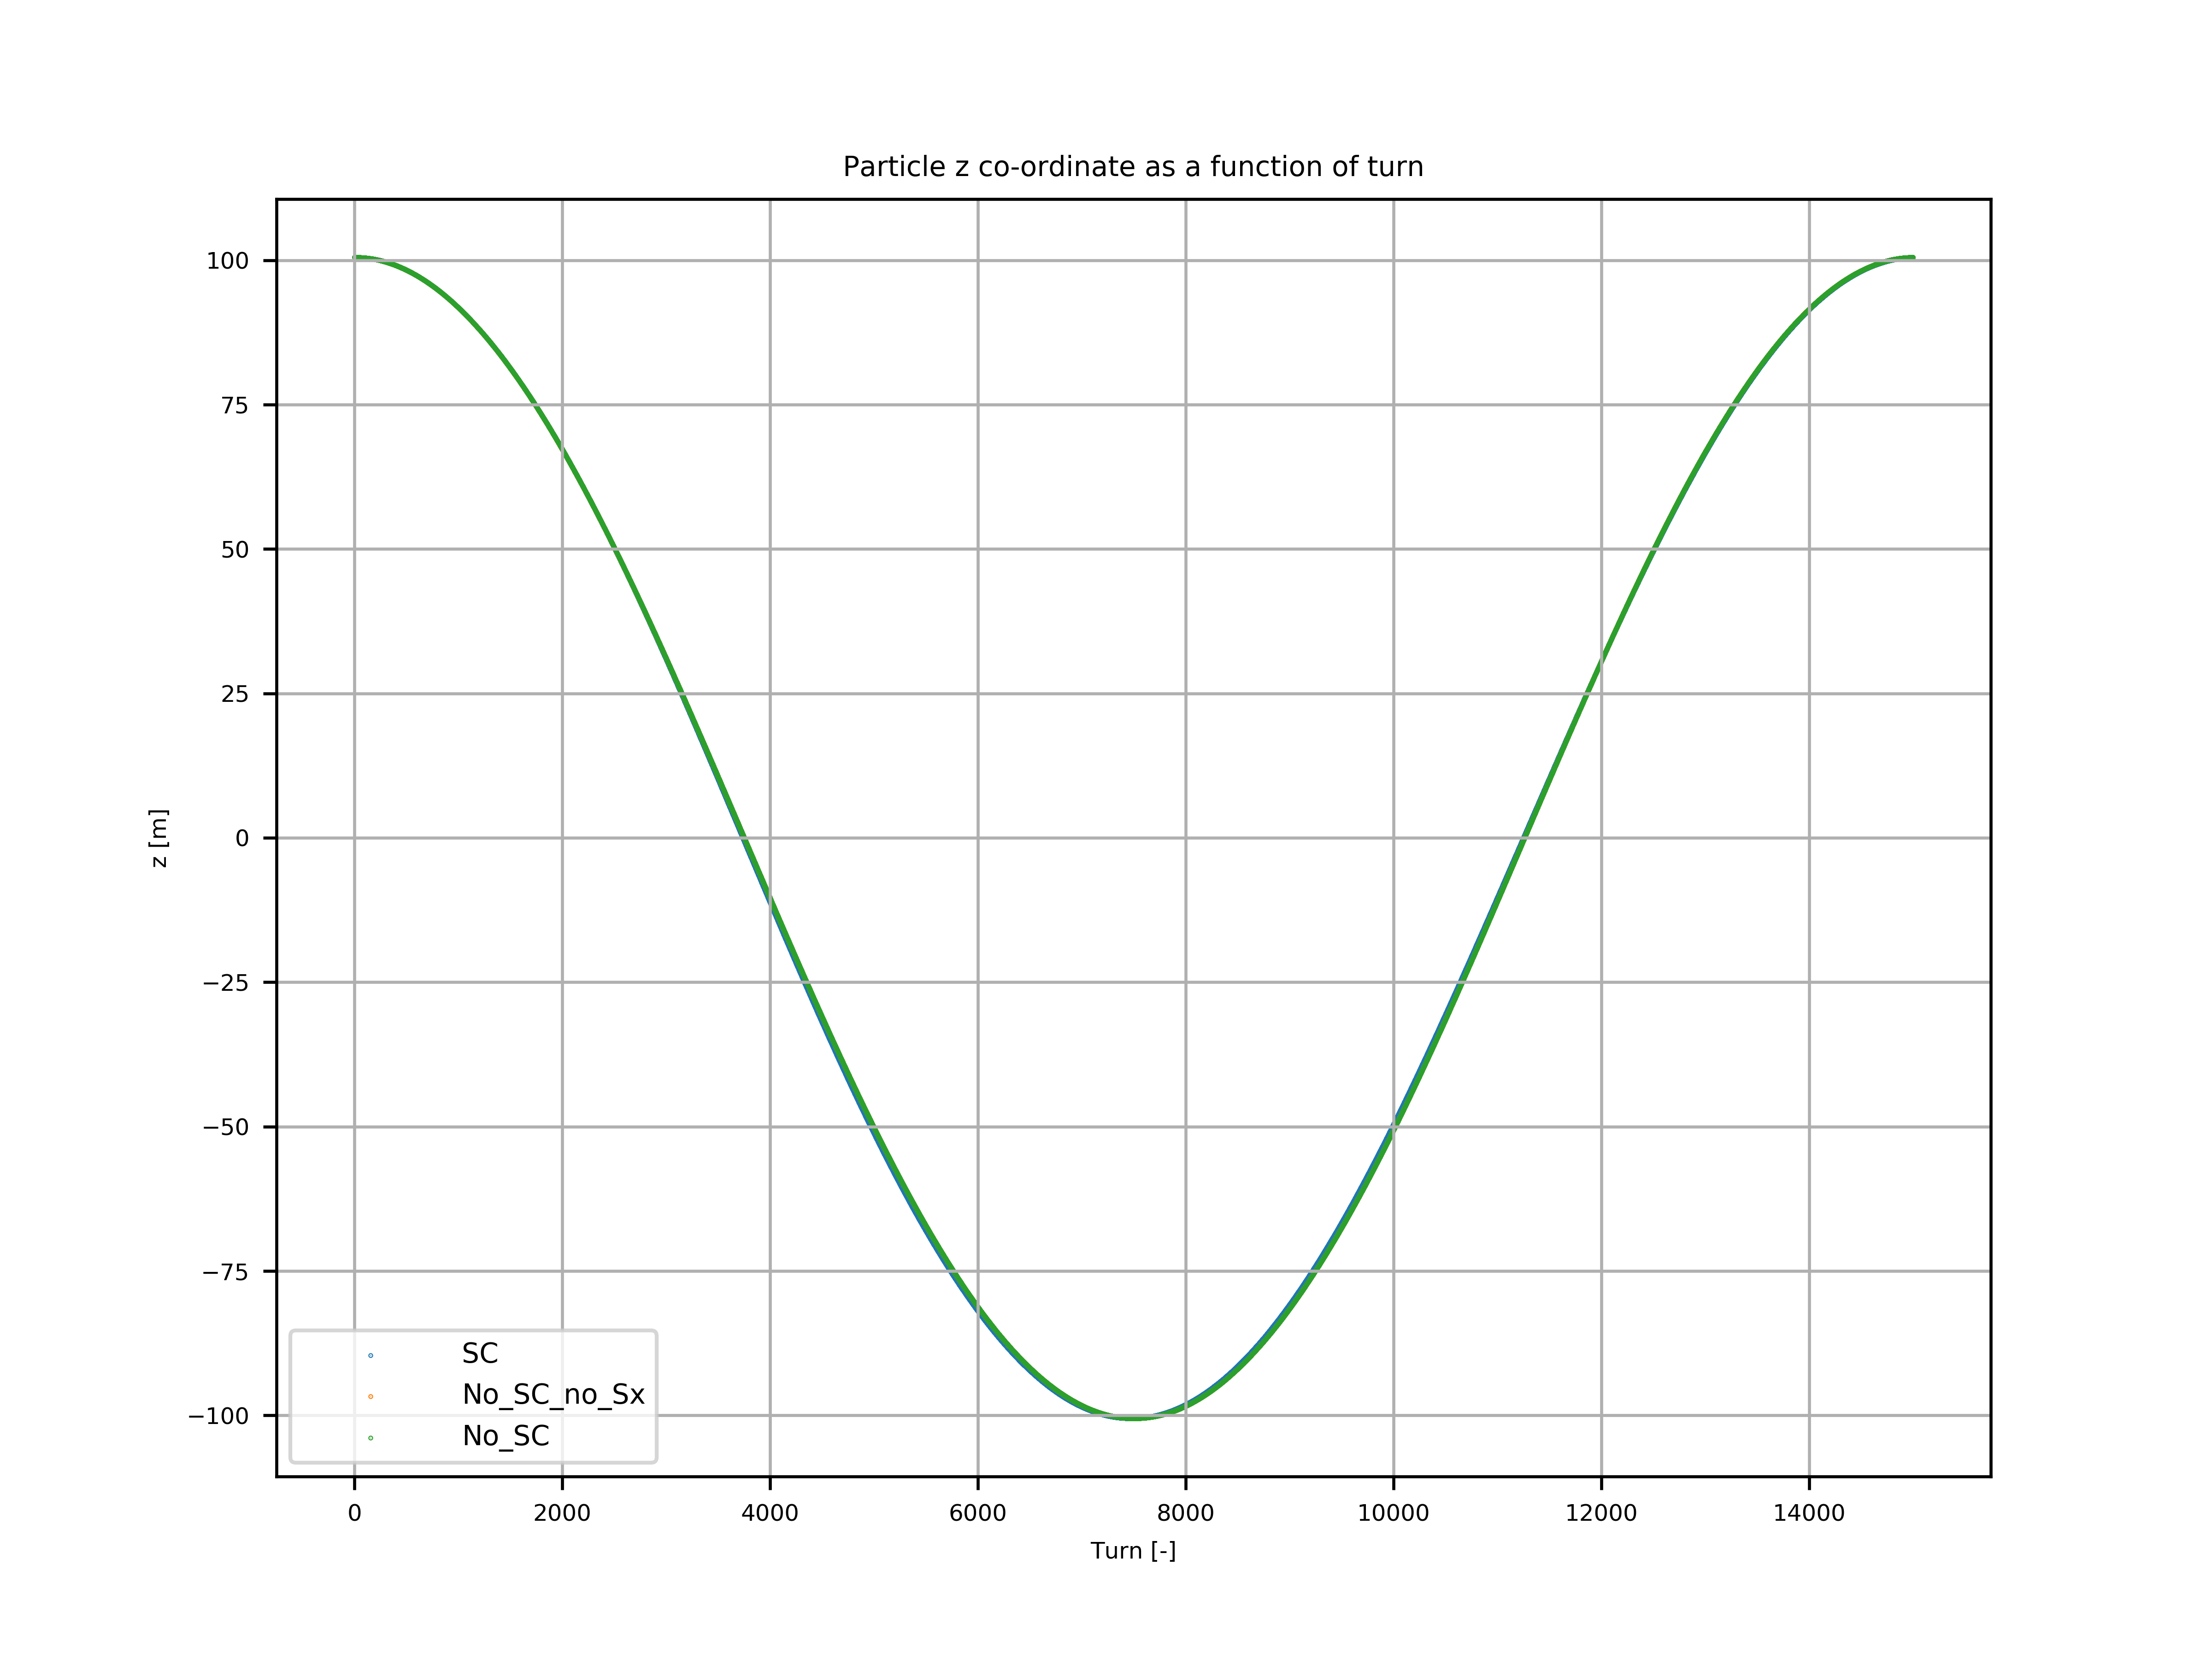 Particle z co-ordinate as a function of turn
100
75
50
25
0
−25
−50
−75
−100
z [m]
SC
No_SC_no_Sx
No_SC
0 2000 4000 6000 8000 10000 12000 14000
Turn [-]